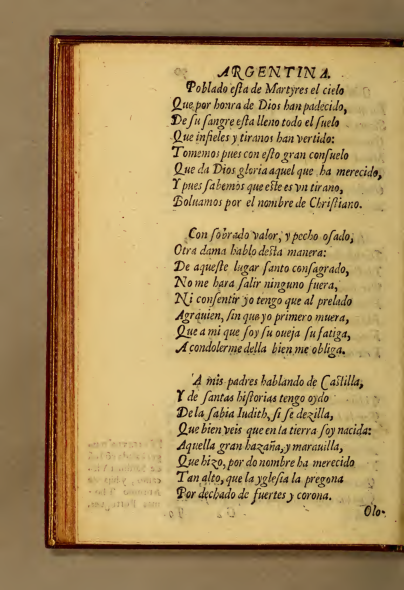 ARGENTINA.
Poblado eſta de Martyres el cielo
Que por honra de Dios han padecido,
De ſu ſangre eſta lleno todo el ſuelo
Que infieles y tiranos han vertido:
Tomemos pues con eſto gran conſuelo
Que da Dios gloria aquel que ha merecido,
Y pues ſabemos que eſte es vn tirano,
Boluamos por el nombre de Chriſtiano.
Con ſobrado valor, y pecho oſado,
Otra dama hablo deſta manera:
De aqueſte lugar ſanto conſagrado,
No me hara ſalir ninguno fuera,
Ni conſentir yo tengo que al prelado
Agrauien, ſin que yo primero muera,
Que a mi que ſoy ſu oueja ſu fatiga,
A condolerme della bien me obliga.
A mis padres hablando de Caſtilla,
Y de ſantas hiſtorias tengo oydo
De la ſabia Iudith, ſi ſe dezilla,
Que bien veis que en la tierra ſoy nacida:
Aquella gran hazaña, y marauilla,
Que hizo, por do nombre ha merecido
Tan alto, que la ygleſia la pregona
Por dechado de fuertes y corona.
Olo-